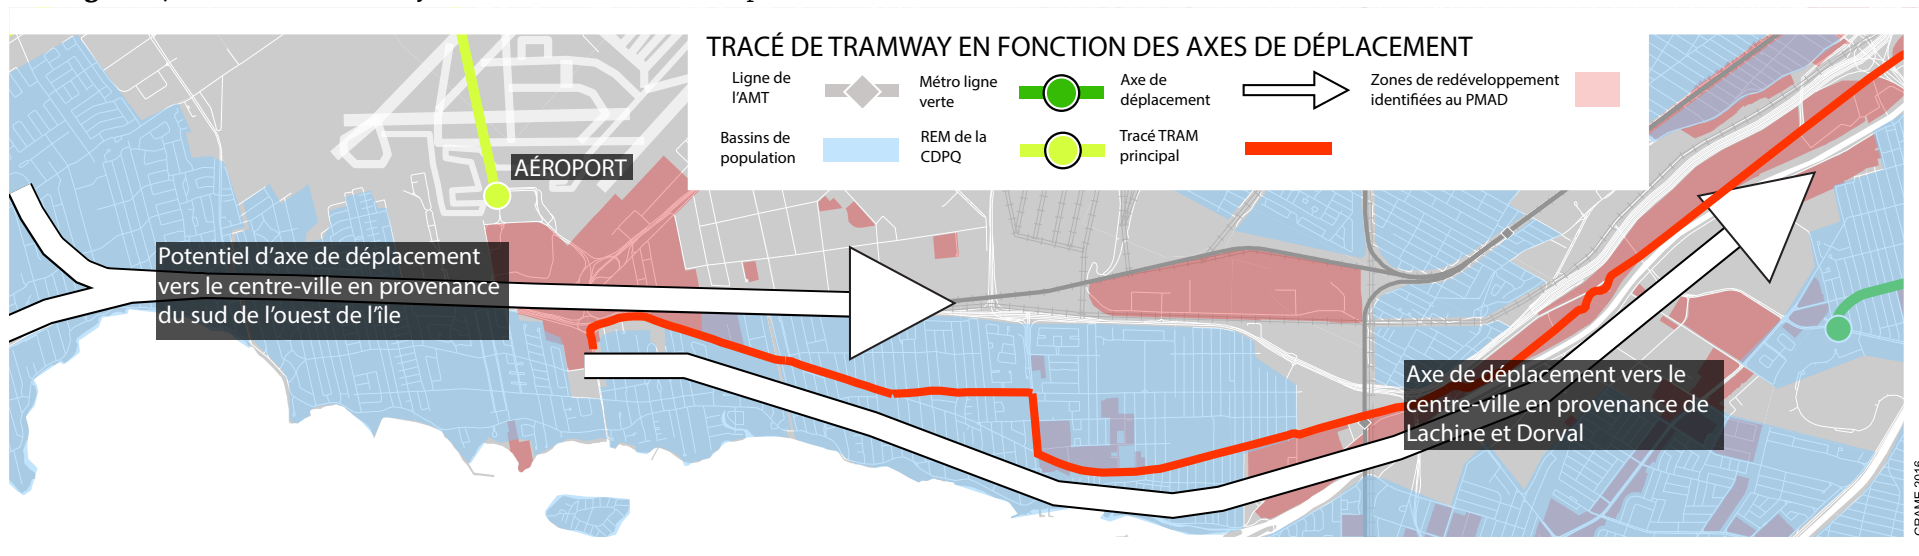 TRACÉ DE TRAMWAY EN FONCTION DES AXES DE DÉPLACEMENT
Ligne de
l'AMT
Métro ligne
verte
Axe de
déplacement
Zones de redéveloppement
identifiées au PMAD
Bassins de
population
REM de la
CDPQ
Tracé TRAM
principal
AÉROPORT
Potentiel d'axe de déplacement
vers le centre-ville en provenance
du sud de l'ouest de l'île
Axe de déplacement vers le
centre-ville en provenance de
Lachine et Dorval
GRAME 2016